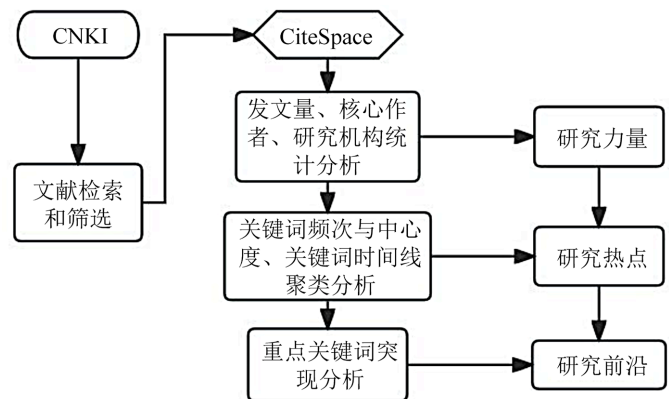 CNKI
CiteSpace
文献检索
和筛选
发文量、核心作
者、研究机构统
计分析
研究力量
关键词频次与中心
度、关键词时间线
聚类分析
研究热点
重点关键词突
现分析
研究前沿